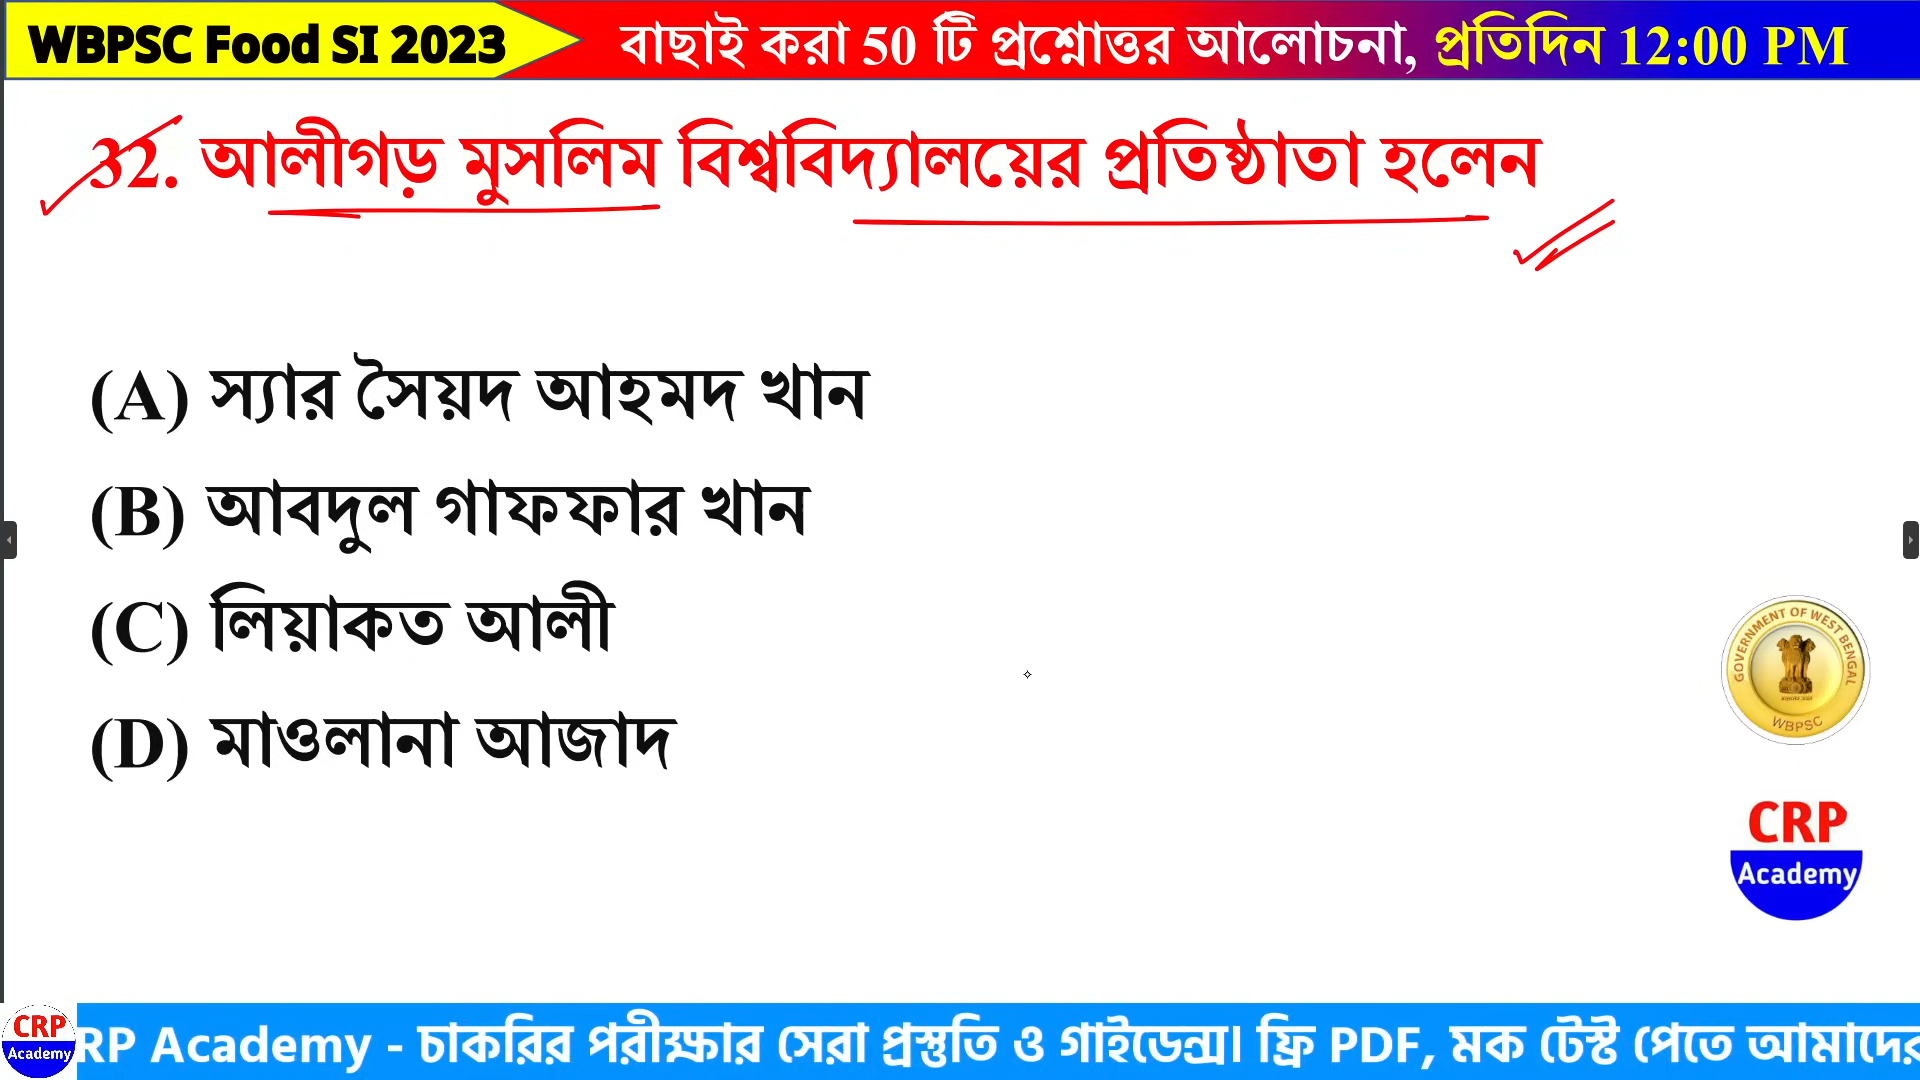 WBPSC Food SI 2023
বাছাই করা 50 টি প্রশ্নোত্তর আলোচনা, প্রতিদিন 12:00 PM
32. আলীগড় মুসলিম বিশ্ববিদ্যালয়ের প্রতিষ্ঠাতা হলেন
(A) স্যার সৈয়দ আহমদ খান
(B) আবদুল গাফফার খান
(C) লিয়াকত আলী
(D) মাওলানা আজাদ
GOVERNMENT OF WEST BENGAL
WBPSC
CRP
Academy
CRP
Academy
RP Academy - চাকরির পরীক্ষার সেরা প্রস্তুতি ও গাইডেন্স। ফ্রি PDF, মক টেস্ট পেতে আমাদের